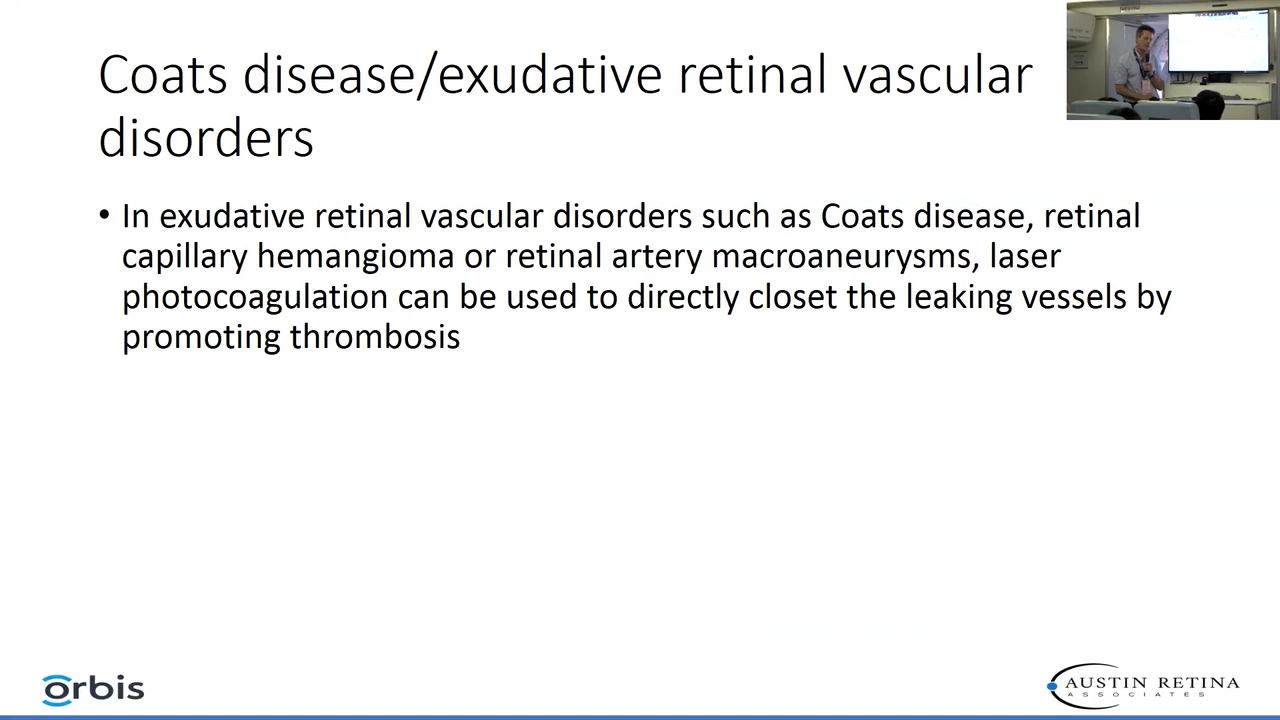 Coats disease/exudative retinal vascular
disorders
• In exudative retinal vascular disorders such as Coats disease, retinal
capillary hemangioma or retinal artery macroaneurysms, laser
photocoagulation can be used to directly closet the leaking vessels by
promoting thrombosis
orbis
AUSTIN RETINA
ASSOCIATES